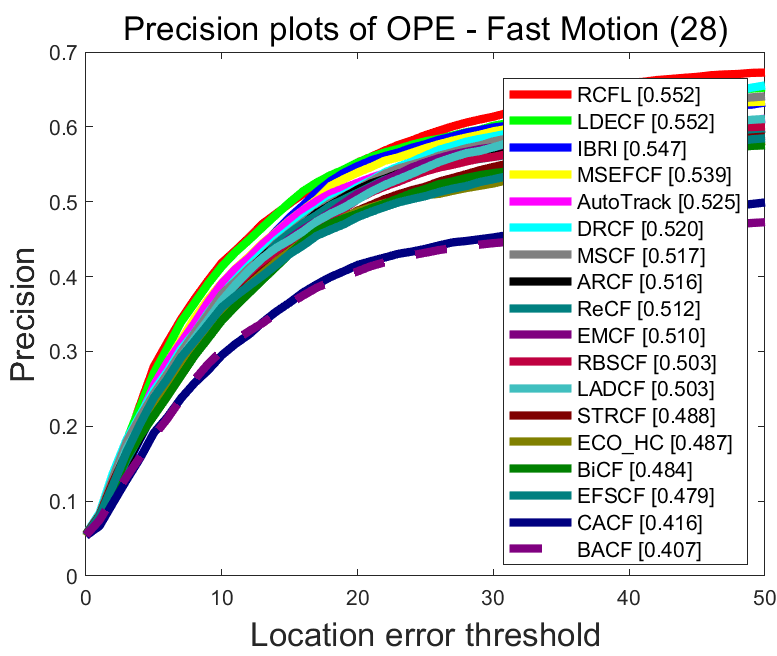 Precision plots of OPE - Fast Motion (28)
0.7
0.6
0.5
0.4
0.3
0.2
0.1
0
Precision
RCFL [0.552]
LDECF [0.552]
IBRI [0.547]
MSEFCF [0.539]
AutoTrack [0.525]
DRCF [0.520]
MSCF [0.517]
ARCF [0.516]
ReCF [0.512]
EMCF [0.510]
RBSCF [0.503]
LADCF [0.503]
STRCF [0.488]
ECO_HC [0.487]
BiCF [0.484]
EFSCF [0.479]
CACF [0.416]
BACF [0.407]
0 10 20 30 40 50
Location error threshold